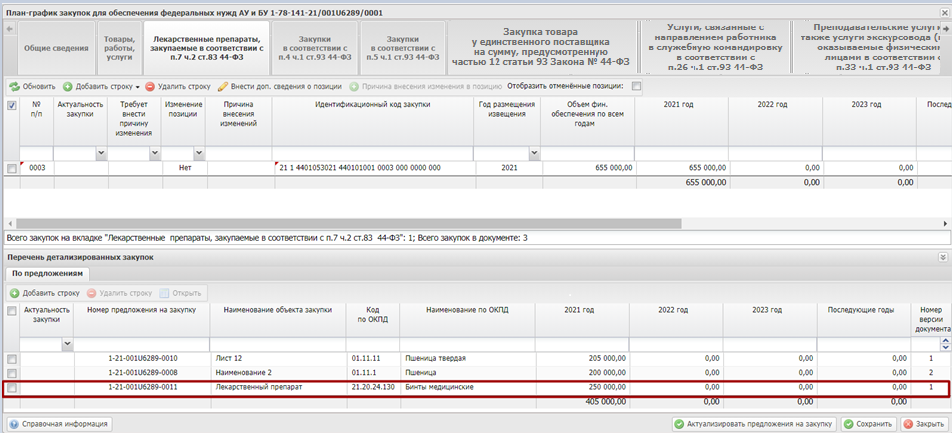 План-график закупок для обеспечения федеральных нужд АУ и БУ 1-78-141-21/001U6289/0001
Общие сведения
Товары,
работы,
услуги
Лекарственные препараты,
закупаемые в соответствии с
п.7 ч.2 ст.83 44-ФЗ
Закупки
в соответствии с
п.4 ч.1 ст.93 44-ФЗ
Закупки
в соответствии с
п.5 ч.1 ст.93 44-ФЗ
Закупка товара
у единственного поставщика
на сумму, предусмотренную
частью 12 статьи 93 Закона № 44-ФЗ
Услуги, связанные с
направлением работника
в служебную командировку
в соответствии с
п.26 ч.1 ст.93 44-ФЗ
Преподавательские услуги
также услуги экскурсовода (
оказываемые физически
лицами в соответствии с
п.33 ч.1 ст.93 44-ФЗ
Обновить Добавить строку Удалить строку Внести доп. сведения о позиции Причина внесения изменения в позицию Отобразить отменённые позиции:
№
п/п
Актуальность
закупки
Требует
внести
причину
изменения
Изменение
позиции
Причина
внесения
изменений
Идентификационный код закупки
Год размещения
извещения
Объем фин.
обеспечения по всем
годам
2021 год
2022 год
2023 год
Послед
0003 Нет 21 1 4401053021 440101001 0003 000 0000 000 2021 655 000,00 655 000,00 0,00 0,00
655 000,00 0,00 0,00
Всего закупок на вкладке "Лекарственные препараты, закупаемые в соответствии с п.7 ч.2 ст.83 44-ФЗ": 1; Всего закупок в документе: 3
Перечень детализированных закупок
По предложениям
Добавить строку Удалить строку Открыть
Актуальность
закупки
Номер предложения на закупку
Наименование объекта закупки
Код
по ОКПД
Наименование по ОКПД
2021 год
2022 год
2023 год
Последующие годы
Номер
версии
документа
1-21-001U6289-0010 Лист 12 01.11.11 Пшеница твердая 205 000,00 0,00 0,00 0,00 1
1-21-001U6289-0008 Наименование 2 01.11.1 Пшеница 200 000,00 0,00 0,00 0,00 2
1-21-001U6289-0011 Лекарственный препарат 21.20.24.130 Бинты медицинские 250 000,00 0,00 0,00 0,00 1
405 000,00 0,00 0,00 0,00
Справочная информация Актуализировать предложения на закупку Сохранить Закрыть